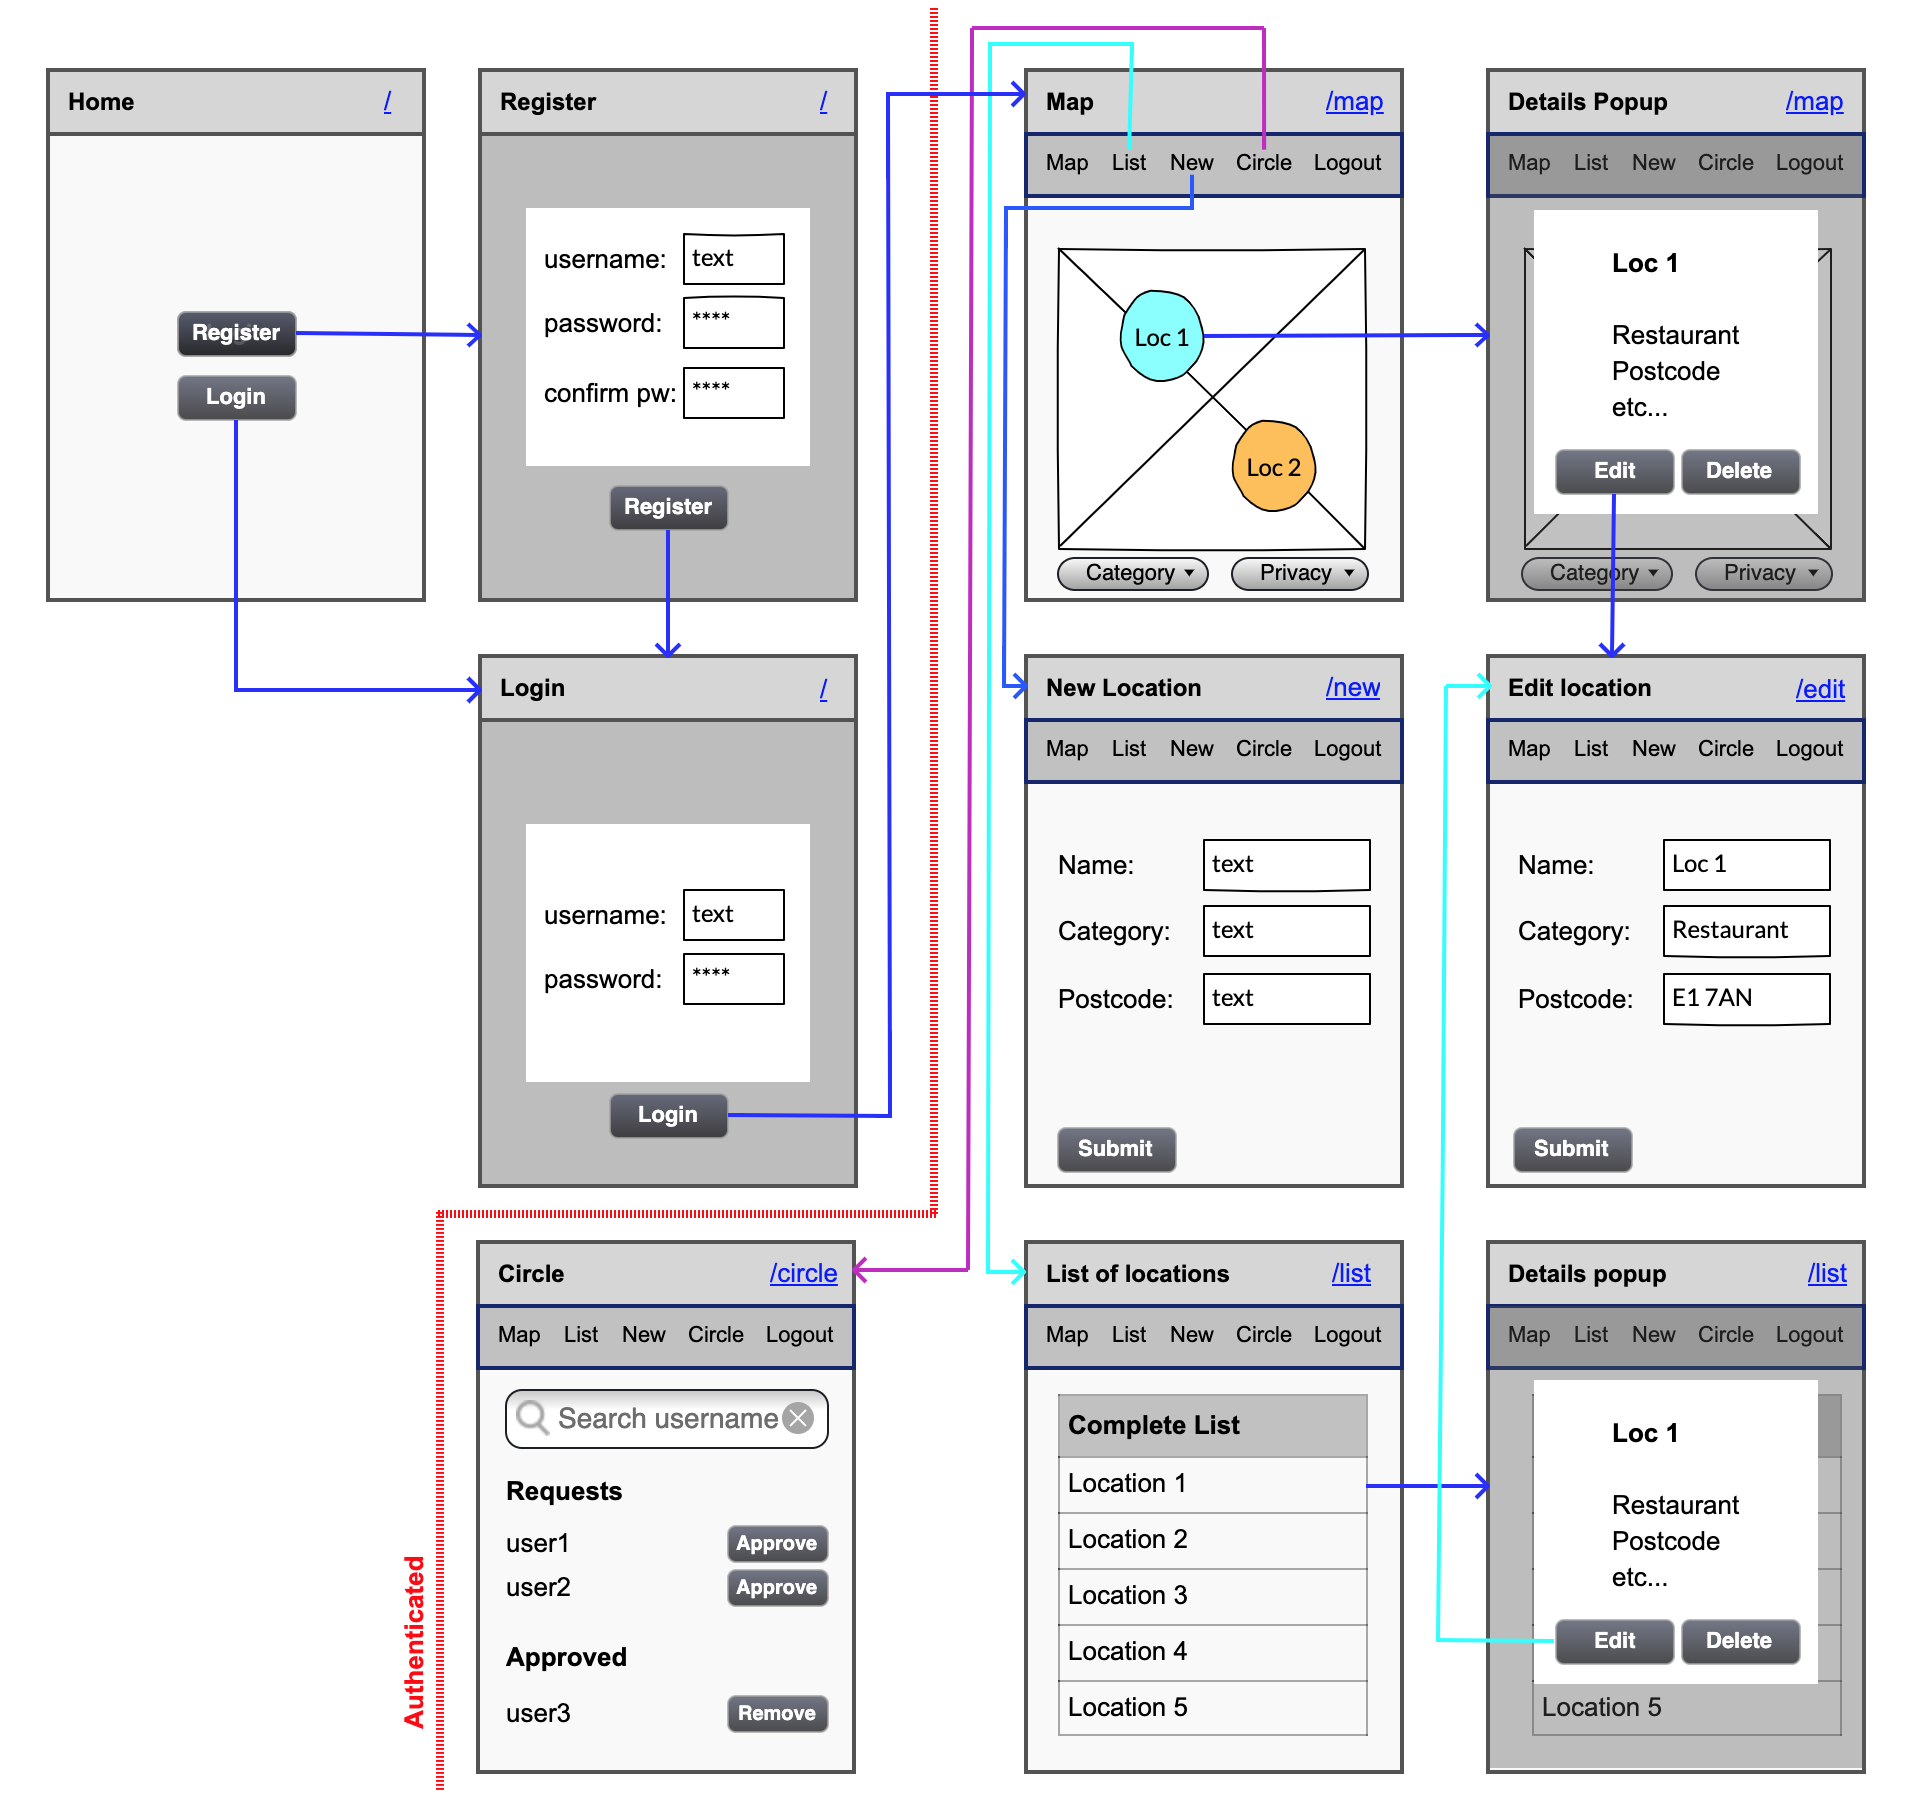 Home /
Register
Login
Register /
username: text
password: ****
confirm pw: ****
Register
Login /
username: text
password: ****
Login
Map /map
Map List New Circle Logout
Loc 1
Loc 2
Category Privacy
Details Popup /map
Map List New Circle Logout
Loc 1
Restaurant
Postcode
etc...
Edit Delete
Category Privacy
New Location /new
Map List New Circle Logout
Name: text
Category: text
Postcode: text
Submit
Edit location /edit
Map List New Circle Logout
Name: Loc 1
Category: Restaurant
Postcode: E1 7AN
Submit
Authenticated
Circle /circle
Map List New Circle Logout
Search username
Requests
user1 Approve
user2 Approve
Approved
user3 Remove
List of locations /list
Map List New Circle Logout
Complete List
Location 1
Location 2
Location 3
Location 4
Location 5
Details popup /list
Map List New Circle Logout
Loc 1
Restaurant
Postcode
etc...
Edit Delete
Location 5